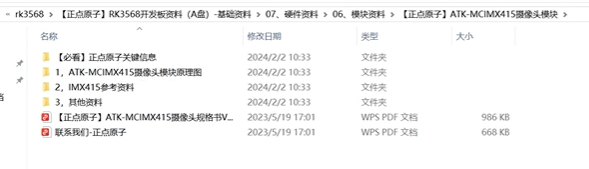 rk3568 > 【正点原子】RK3568开发板资料（A盘）-基础资料 > 07、硬件资料 > 06、模块资料 > 【正点原子】ATK-MCIMX415摄像头模块 >
名称 修改日期 类型 大小
【必看】正点原子关键信息 2024/2/2 10:33 文件夹
1，ATK-MCIMX415摄像头模块原理图 2024/2/2 10:33 文件夹
2，IMX415参考资料 2024/2/2 10:33 文件夹
3，其他资料 2024/2/2 10:33 文件夹
【正点原子】ATK-MCIMX415摄像头规格书V... 2023/5/19 17:01 WPS PDF 文档 986 KB
联系我们-正点原子 2023/5/19 17:01 WPS PDF 文档 668 KB